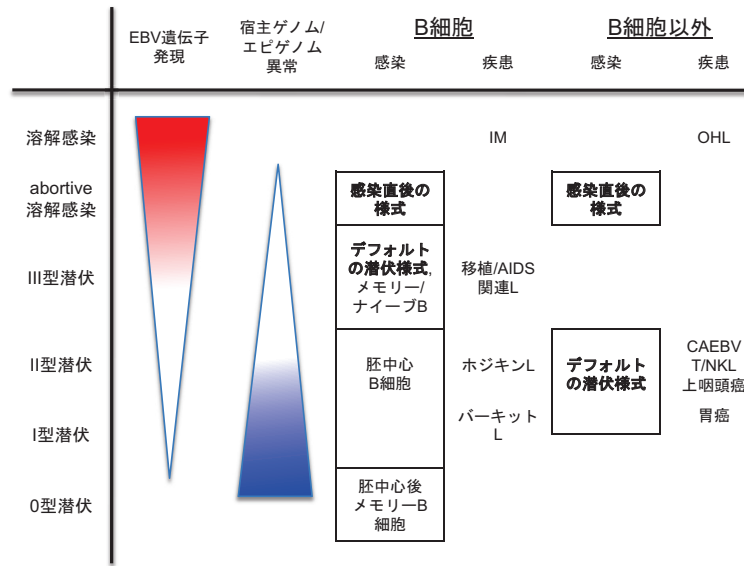 EBV遺伝子
発現
宿主ゲノム/
エピゲノム
異常
B細胞
感染
疾患
B細胞以外
感染
疾患
溶解感染
IM
OHL
abortive
溶解感染
感染直後の
様式
感染直後の
様式
III型潜伏
デフォルト
の潜伏様式,
メモリー/
ナイーブB
移植/AIDS
関連L
II型潜伏
胚中心
B細胞
ホジキンL
デフォルト
の潜伏様式
CAEBV
T/NKL
上咽頭癌
I型潜伏
バーキット
L
胃癌
0型潜伏
胚中心後
メモリーB
細胞